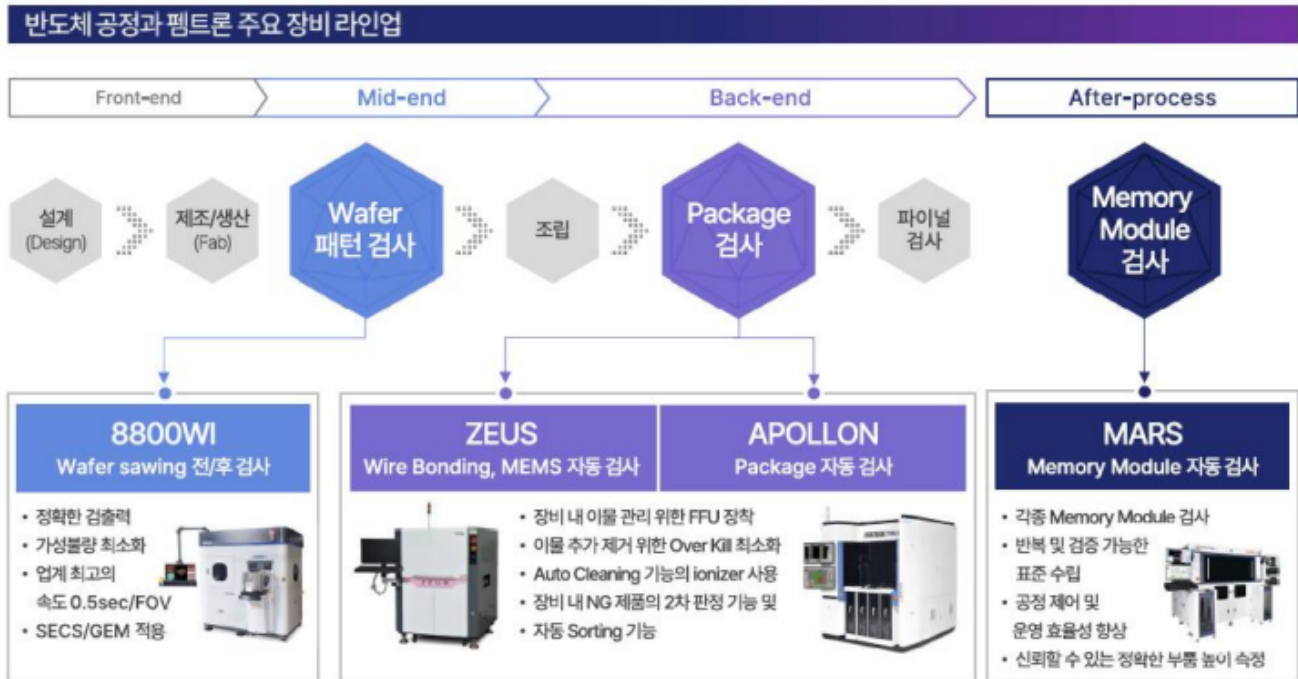 반도체 공정과 펨트론 주요 장비 라인업
Front-end
Mid-end
Back-end
After-process
설계
(Design)
제조/생산
(Fab)
Wafer
패턴 검사
조립
Package
검사
파이널
검사
Memory
Module
검사
8800WI
Wafer sawing 전/후 검사
• 정확한 검출력
• 가성불량 최소화
• 업계 최고의
속도 0.5sec/FOV
• SECS/GEM 적용
ZEUS
Wire Bonding, MEMS 자동 검사
APOLLON
Package 자동 검사
• 장비 내 이물 관리 위한 FFU 장착
• 이물 추가 제거 위한 Over Kill 최소화
• Auto Cleaning 기능의 ionizer 사용
• 장비 내 NG 제품의 2차 판정 기능 및
• 자동 Sorting 기능
MARS
Memory Module 자동 검사
• 각종 Memory Module 검사
• 반복 및 검증 가능한
표준 수립
• 공정 제어 및
운영 효율성 향상
• 신뢰할 수 있는 정확한 부품 높이 측정